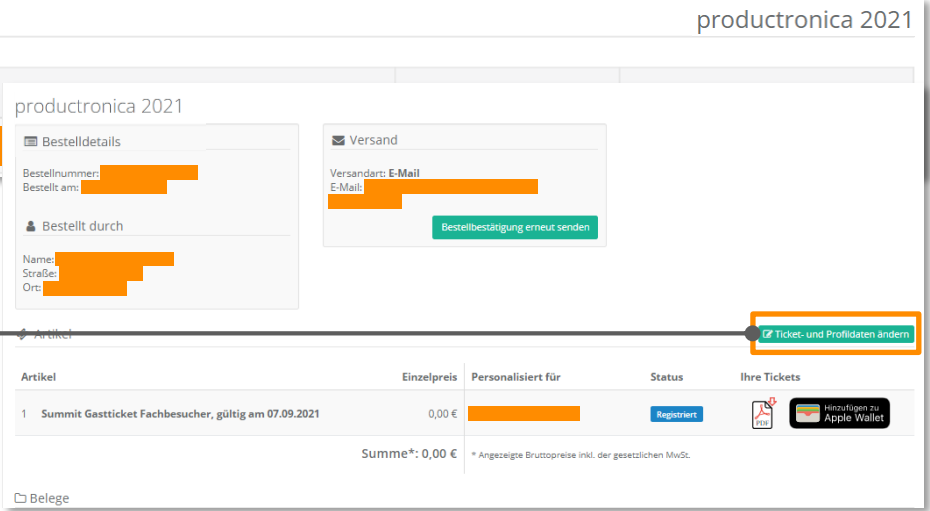 productronica 2021
productronica 2021
Bestelldetails
Bestellnummer:
Bestellt am:
Bestellt durch
Name:
Straße:
Ort:
Versand
Versandart: E-Mail
E-Mail:
Bestellbestätigung erneut senden
Artikel
Ticket- und Profildaten ändern
Artikel Einzelpreis Personalisiert für Status Ihre Tickets
1 Summit Gastticket Fachbesucher, gültig am 07.09.2021 0,00 € Registriert PDF Hinzufügen zu
Apple Wallet
Summe*: 0,00 € * Angezeigte Bruttopreise inkl. der gesetzlichen MwSt.
Belege